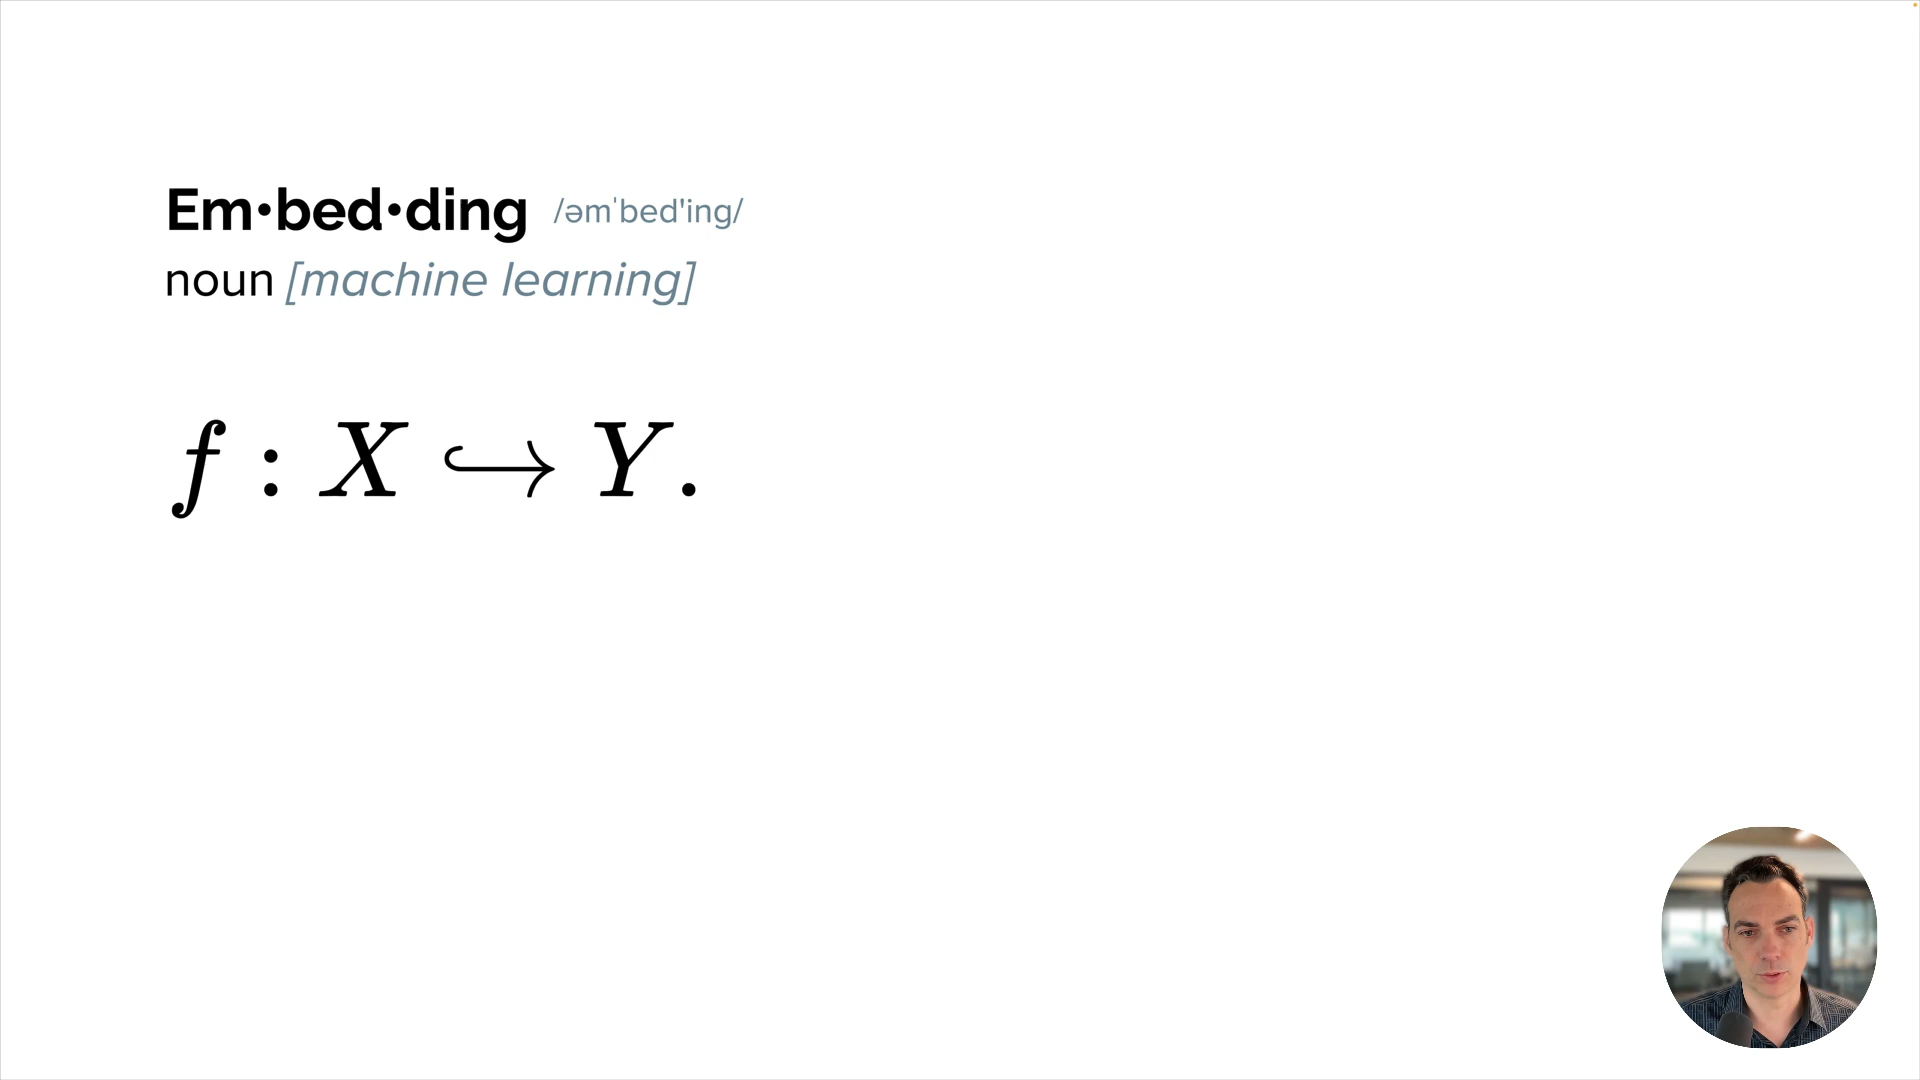 Em•bed•ding /əmˈbed'ing/
noun [machine learning]
f : X ↪ Y.